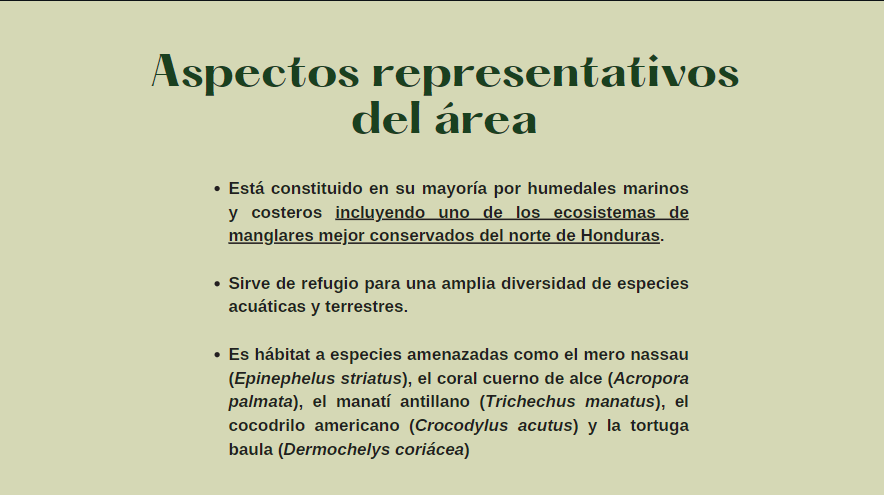 Aspectos representativos
del área
• Está constituido en su mayoría por humedales marinos
y costeros incluyendo uno de los ecosistemas de
manglares mejor conservados del norte de Honduras.
• Sirve de refugio para una amplia diversidad de especies
acuáticas y terrestres.
• Es hábitat a especies amenazadas como el mero nassau
(Epinephelus striatus), el coral cuerno de alce (Acropora
palmata), el manatí antillano (Trichechus manatus), el
cocodrilo americano (Crocodylus acutus) y la tortuga
baula (Dermochelys coriácea)